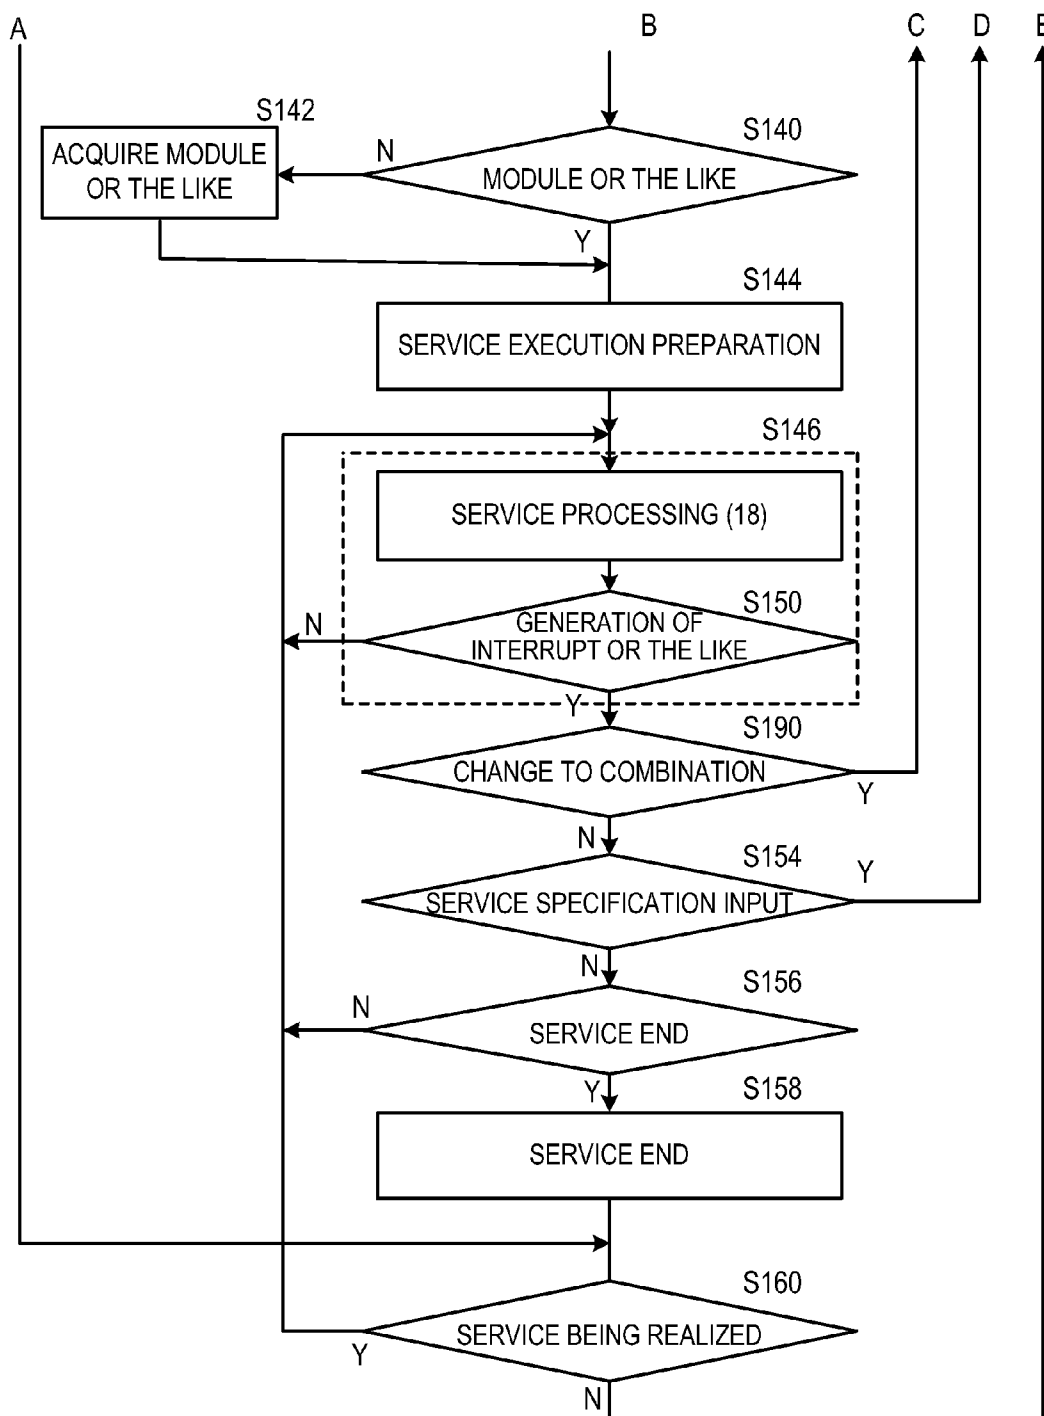 A
B
C
D
E
S142
S140
ACQUIRE MODULE
OR THE LIKE
N
MODULE OR THE LIKE
Y
S144
SERVICE EXECUTION PREPARATION
S146
SERVICE PROCESSING (18)
S150
N
GENERATION OF
INTERRUPT OR THE LIKE
Y
S190
CHANGE TO COMBINATION
Y
N
S154
Y
SERVICE SPECIFICATION INPUT
N
S156
N
SERVICE END
Y
S158
SERVICE END
S160
SERVICE BEING REALIZED
Y
N